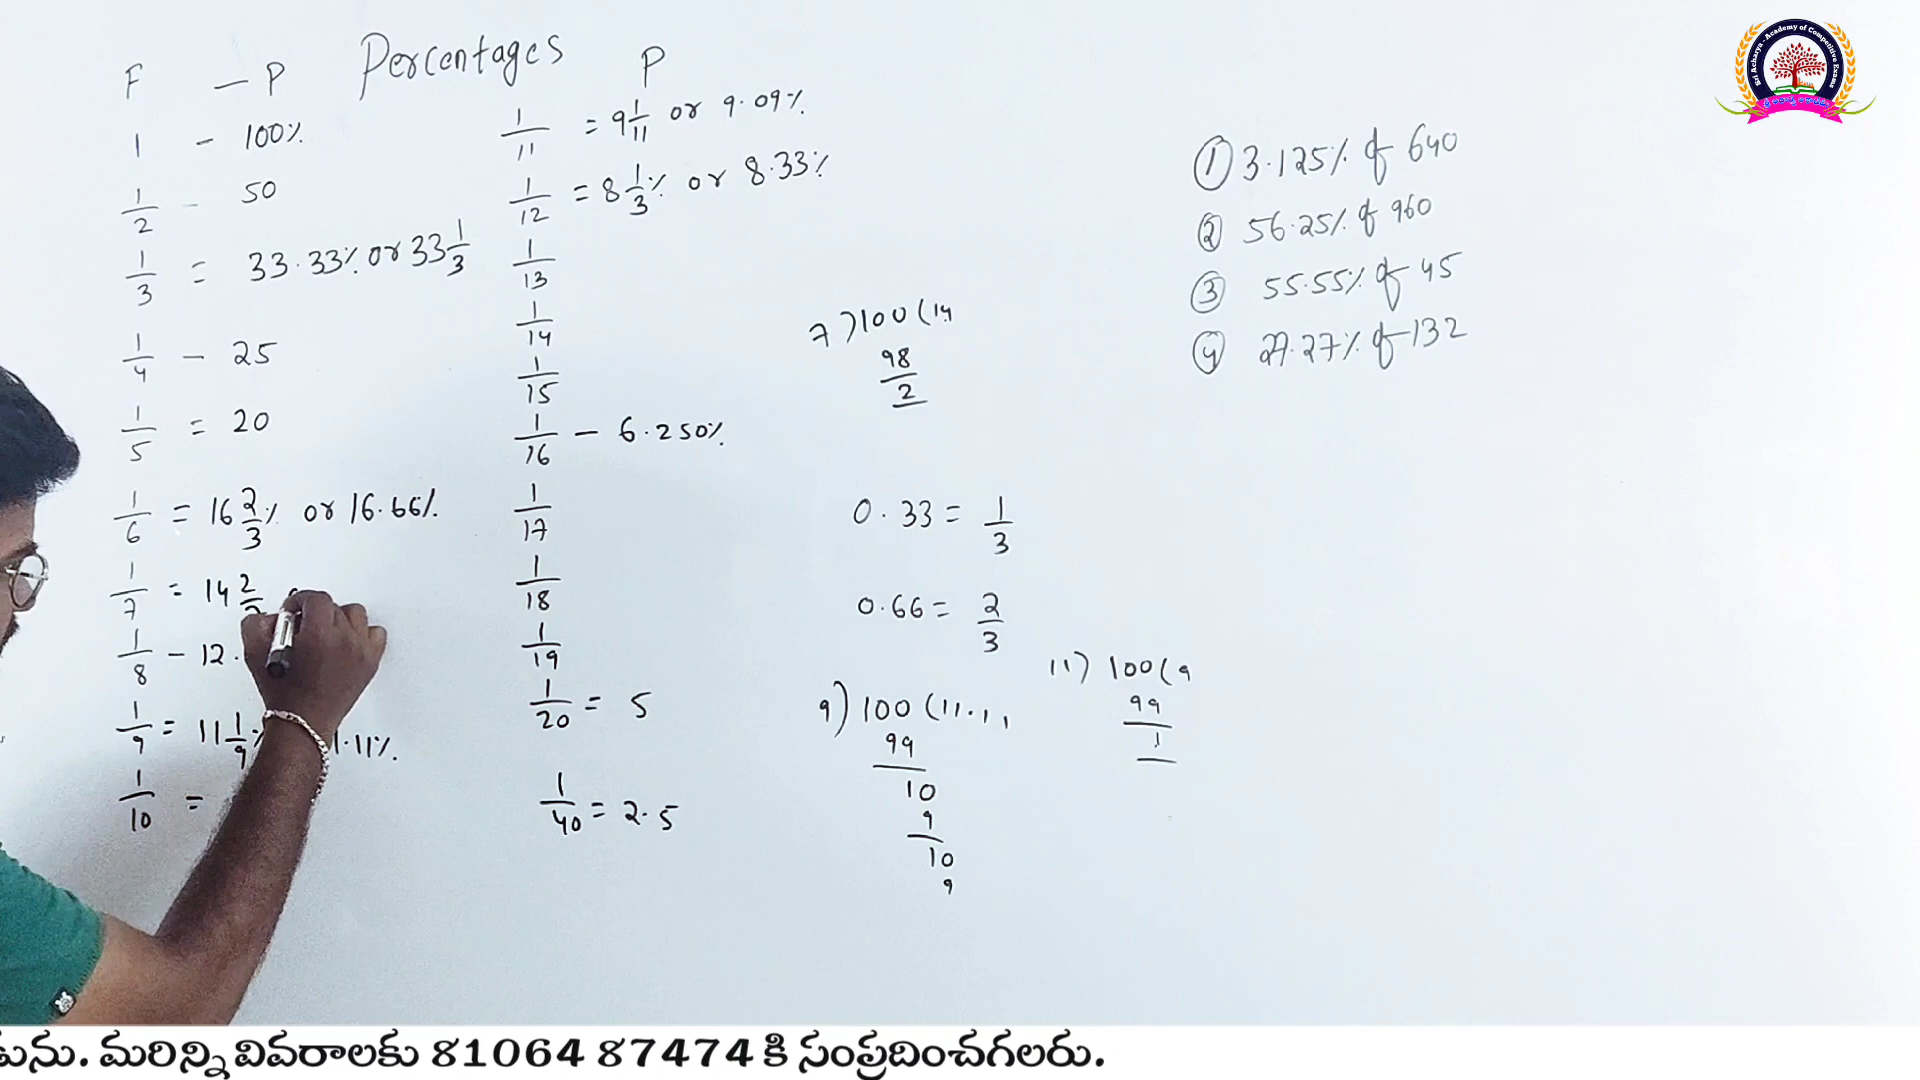 Percentages
F — P
1 - 100%
1/2 - 50
1/3 = 33.33% or 33 1/3
1/4 - 25
1/5 = 20
1/6 = 16 2/3 % or 16.66%
1/7 = 14 2/
1/8 - 12.
1/9 = 11 1/9 % 1.11%.
1/10 =
P
1/11 = 9 1/11 or 9.09%.
1/12 = 8 1/3 % or 8.33%
1/13
1/14
1/15
1/16 - 6.250%
1/17
1/18
1/19
1/20 = 5
1/40 = 2.5
7)100(14
98
2
0.33 = 1/3
0.66 = 2/3
9)100(11.11
99
10
9
10
9
11)100(9
99
1
① 3.125% of 640
② 56.25% of 960
③ 55.55% of 45
④ 27.27% of 132
Sri Acharya - Academy of Competitive Exams
ను. మరిన్ని వివరాలకు 81064 87474 కి సంప్రదించగలరు.